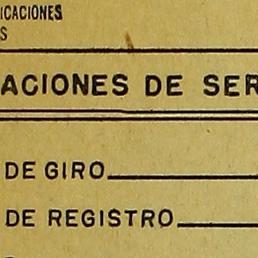 ICACIONES
S
ACIONES DE SER
DE GIRO
DE REGISTRO